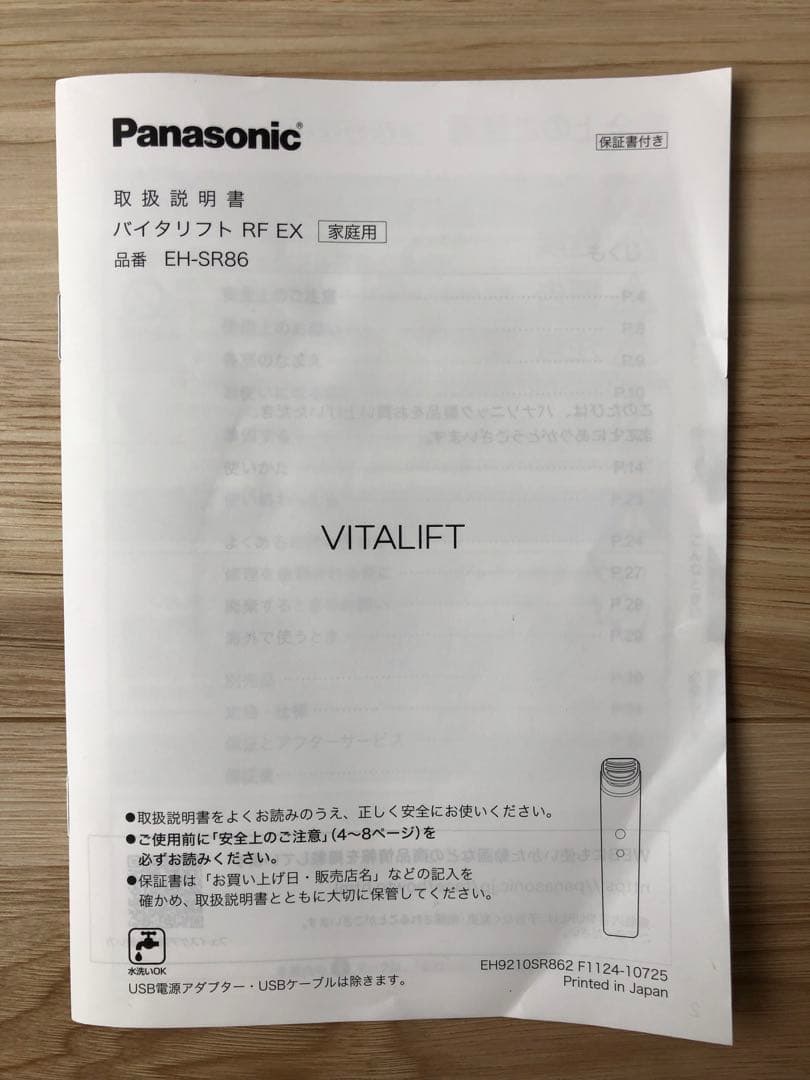 Panasonic®
保証書付き
取扱説明書
バイタリフト RF EX 家庭用
品番 EH-SR86
VITALIFT
●取扱説明書をよくお読みのうえ、正しく安全にお使いください。
●ご使用前に「安全上のご注意」(4〜8ページ)を
必ずお読みください。
●保証書は「お買い上げ日・販売店名」などの記入を
確かめ、取扱説明書とともに大切に保管してください。
水洗いOK
USB電源アダプター・USBケーブルは除きます。
EH9210SR862 F1124-10725
Printed in Japan